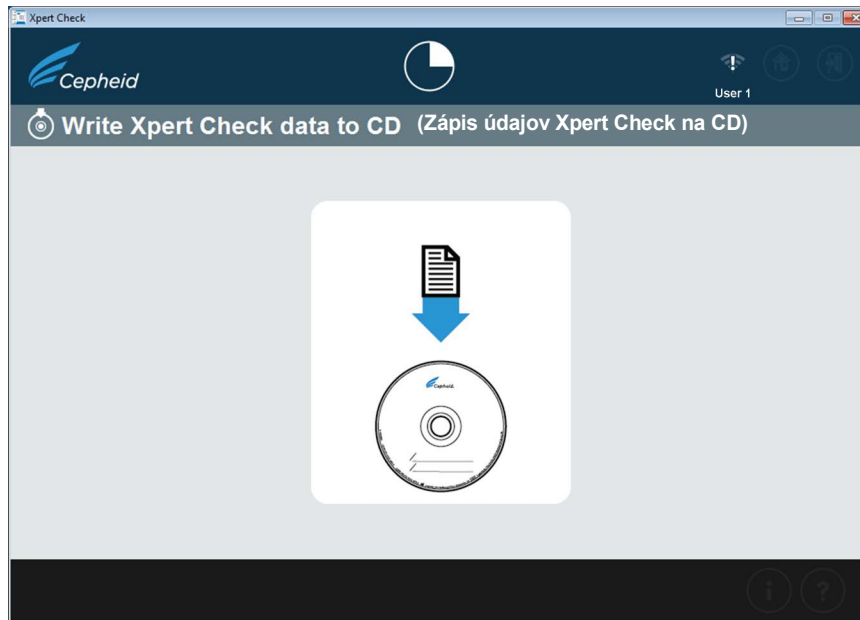 Xpert Check
Cepheid
User 1
Write Xpert Check data to CD (Zápis údajov Xpert Check na CD)
Cepheid.
i ?